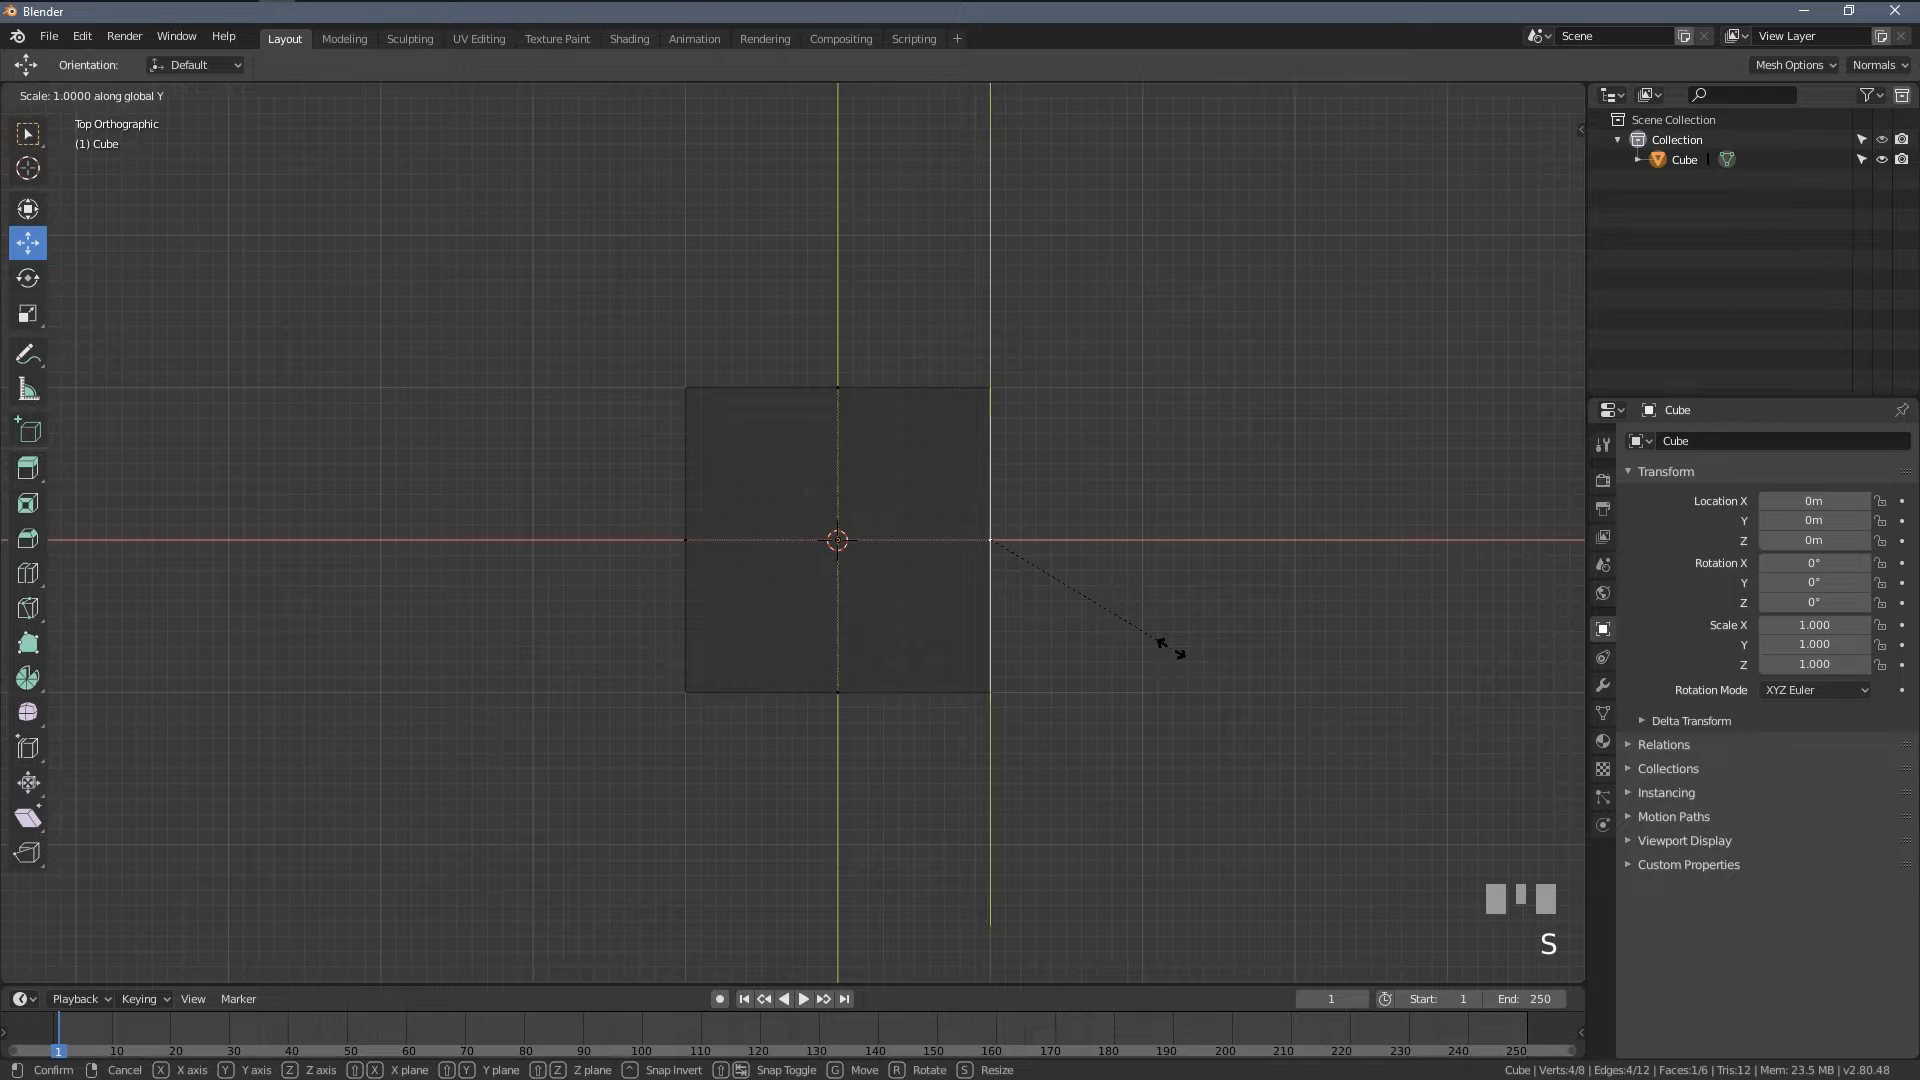 Blender
File Edit Render Window Help Layout Modeling Sculpting UV Editing Texture Paint Shading Animation Rendering Compositing Scripting + Scene View Layer
Orientation: Default Mesh Options Normals
Scale: 1.0000 along global Y
Top Orthographic
(1) Cube
Scene Collection
Collection
Cube
Cube
Cube
Transform
Location X 0m
Y 0m
Z 0m
Rotation X 0°
Y 0°
Z 0°
Scale X 1.000
Y 1.000
Z 1.000
Rotation Mode XYZ Euler
Delta Transform
Relations
Collections
Instancing
Motion Paths
Viewport Display
Custom Properties
S
Playback Keying View Marker 1 Start: 1 End: 250
1 10 20 30 40 50 60 70 80 90 100 110 120 130 140 150 160 170 180 190 200 210 220 230 240 250
Confirm Cancel X X axis Y Y axis Z Z axis X X plane Y Y plane Z Z plane Snap Invert Snap Toggle G Move R Rotate S Resize Cube | Verts:4/8 | Edges:4/12 | Faces:1/6 | Tris:12 | Mem: 23.5 MB | v2.80.48